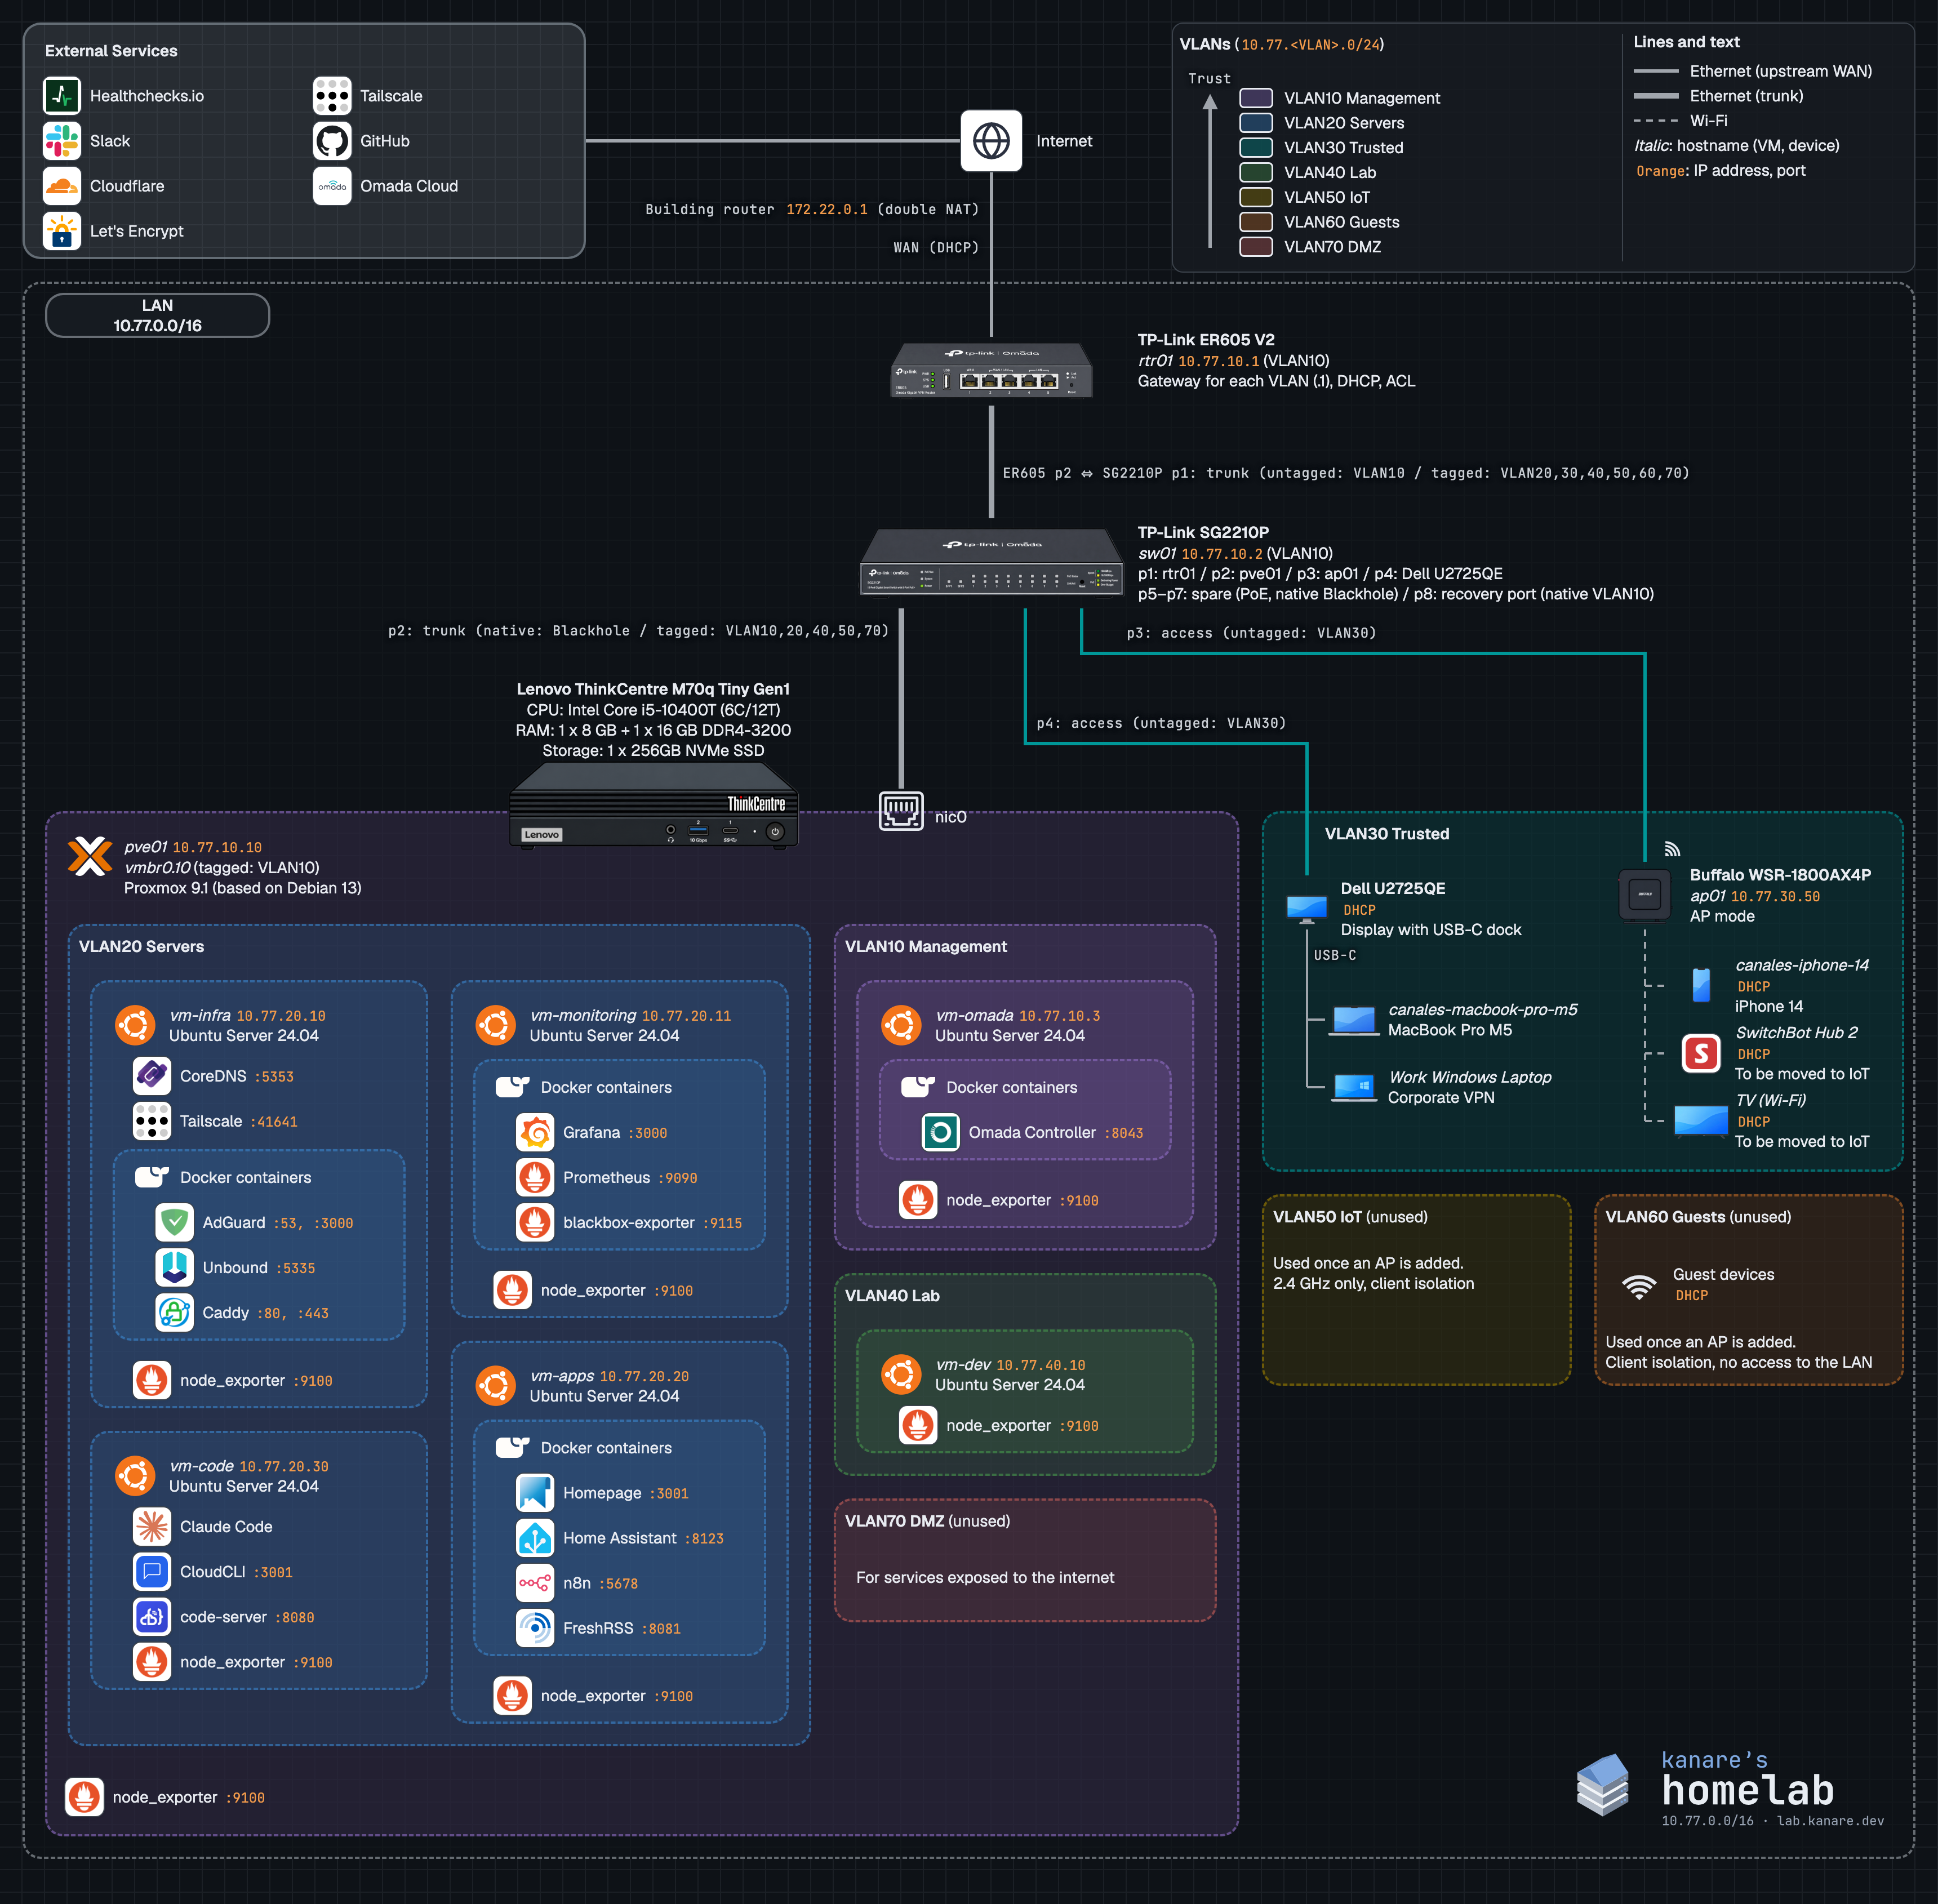 External Services
Healthchecks.io
Tailscale
Slack
GitHub
Cloudflare
omada
Omada Cloud
Let's Encrypt
Internet
Building router 172.22.0.1 (double NAT)
WAN (DHCP)
VLANs (10.77.<VLAN>.0/24)
Trust
VLAN10 Management
VLAN20 Servers
VLAN30 Trusted
VLAN40 Lab
VLAN50 IoT
VLAN60 Guests
VLAN70 DMZ
Lines and text
Ethernet (upstream WAN)
Ethernet (trunk)
Wi-Fi
Italic: hostname (VM, device)
Orange: IP address, port
LAN
10.77.0.0/16
tp-link | Omada
TP-Link ER605 V2
rtr01 10.77.10.1 (VLAN10)
Gateway for each VLAN (.1), DHCP, ACL
ER605 p2 ⇔ SG2210P p1: trunk (untagged: VLAN10 / tagged: VLAN20,30,40,50,60,70)
tp-link | Omada
TP-Link SG2210P
sw01 10.77.10.2 (VLAN10)
p1: rtr01 / p2: pve01 / p3: ap01 / p4: Dell U2725QE
p5–p7: spare (PoE, native Blackhole) / p8: recovery port (native VLAN10)
p2: trunk (native: Blackhole / tagged: VLAN10,20,40,50,70)
p3: access (untagged: VLAN30)
p4: access (untagged: VLAN30)
Lenovo ThinkCentre M70q Tiny Gen1
CPU: Intel Core i5-10400T (6C/12T)
RAM: 1 x 8 GB + 1 x 16 GB DDR4-3200
Storage: 1 x 256GB NVMe SSD
ThinkCentre
Lenovo
nic0
pve01 10.77.10.10
vmbr0.10 (tagged: VLAN10)
Proxmox 9.1 (based on Debian 13)
VLAN20 Servers
vm-infra 10.77.20.10
Ubuntu Server 24.04
CoreDNS :5353
Tailscale :41641
Docker containers
AdGuard :53, :3000
Unbound :5335
Caddy :80, :443
node_exporter :9100
vm-code 10.77.20.30
Ubuntu Server 24.04
Claude Code
CloudCLI :3001
code-server :8080
node_exporter :9100
vm-monitoring 10.77.20.11
Ubuntu Server 24.04
Docker containers
Grafana :3000
Prometheus :9090
blackbox-exporter :9115
node_exporter :9100
vm-apps 10.77.20.20
Ubuntu Server 24.04
Docker containers
Homepage :3001
Home Assistant :8123
n8n :5678
FreshRSS :8081
node_exporter :9100
VLAN10 Management
vm-omada 10.77.10.3
Ubuntu Server 24.04
Docker containers
Omada Controller :8043
node_exporter :9100
VLAN40 Lab
vm-dev 10.77.40.10
Ubuntu Server 24.04
node_exporter :9100
VLAN70 DMZ (unused)
For services exposed to the internet
node_exporter :9100
VLAN30 Trusted
Dell U2725QE
DHCP
Display with USB-C dock
USB-C
canales-macbook-pro-m5
MacBook Pro M5
Work Windows Laptop
Corporate VPN
Buffalo WSR-1800AX4P
ap01 10.77.30.50
AP mode
canales-iphone-14
DHCP
iPhone 14
SwitchBot Hub 2
DHCP
To be moved to IoT
TV (Wi-Fi)
DHCP
To be moved to IoT
VLAN50 IoT (unused)
Used once an AP is added.
2.4 GHz only, client isolation
VLAN60 Guests (unused)
Guest devices
DHCP
Used once an AP is added.
Client isolation, no access to the LAN
kanare's
homelab
10.77.0.0/16 · lab.kanare.dev